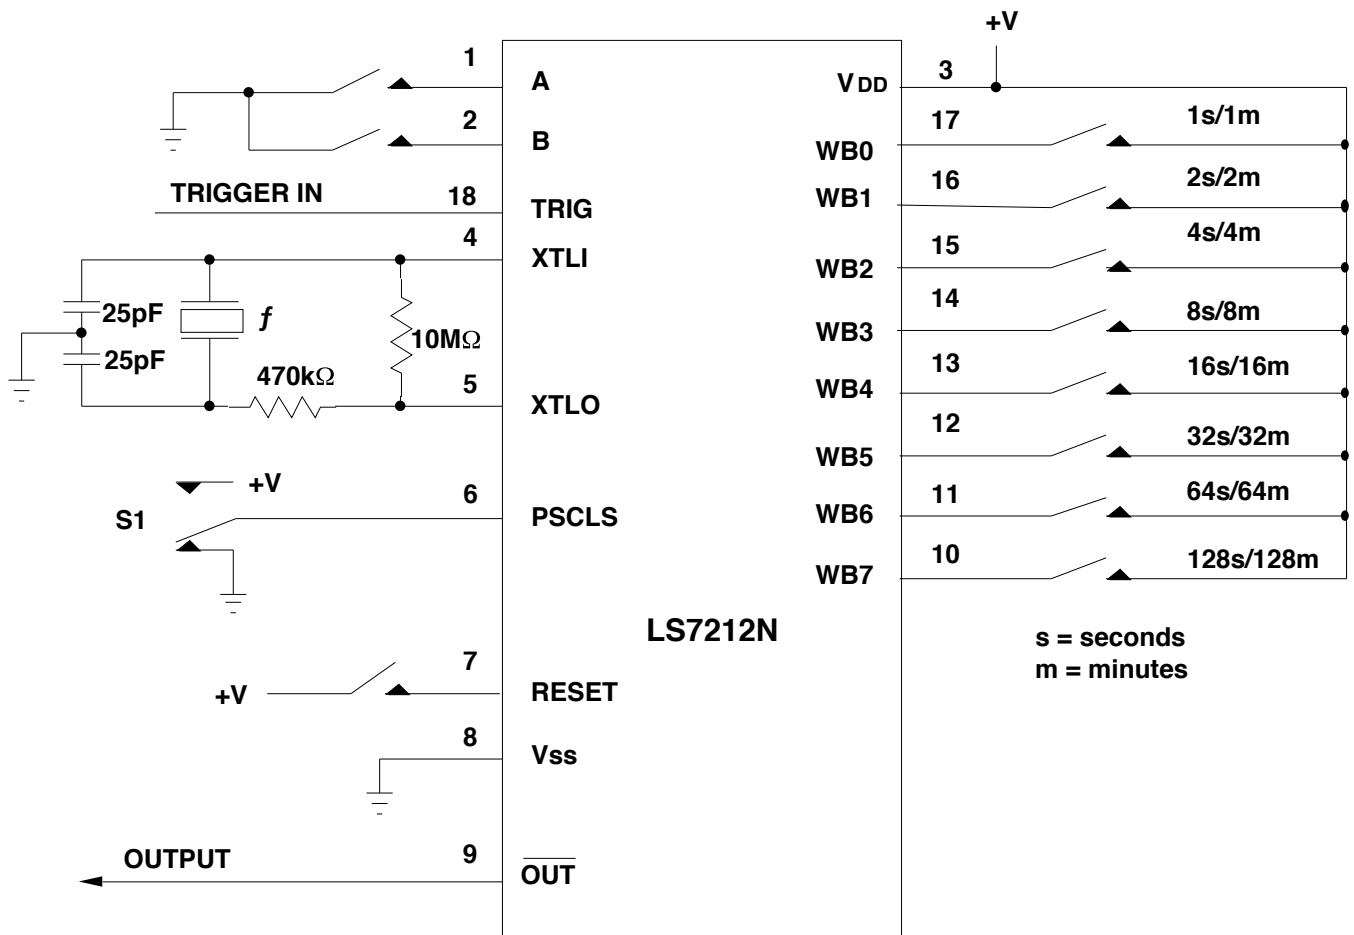 +V
1
A
2
B
TRIGGER IN
18
TRIG
4
XTLI
25pF
ƒ
25pF
10MΩ
470kΩ
5
XTLO
+V
S1
6
PSCLS
+V
7
RESET
8
Vss
OUTPUT
9
OUT
LS7212N
VDD
3
WB0
17
1s/1m
WB1
16
2s/2m
WB2
15
4s/4m
WB3
14
8s/8m
WB4
13
16s/16m
WB5
12
32s/32m
WB6
11
64s/64m
WB7
10
128s/128m
s = seconds
m = minutes